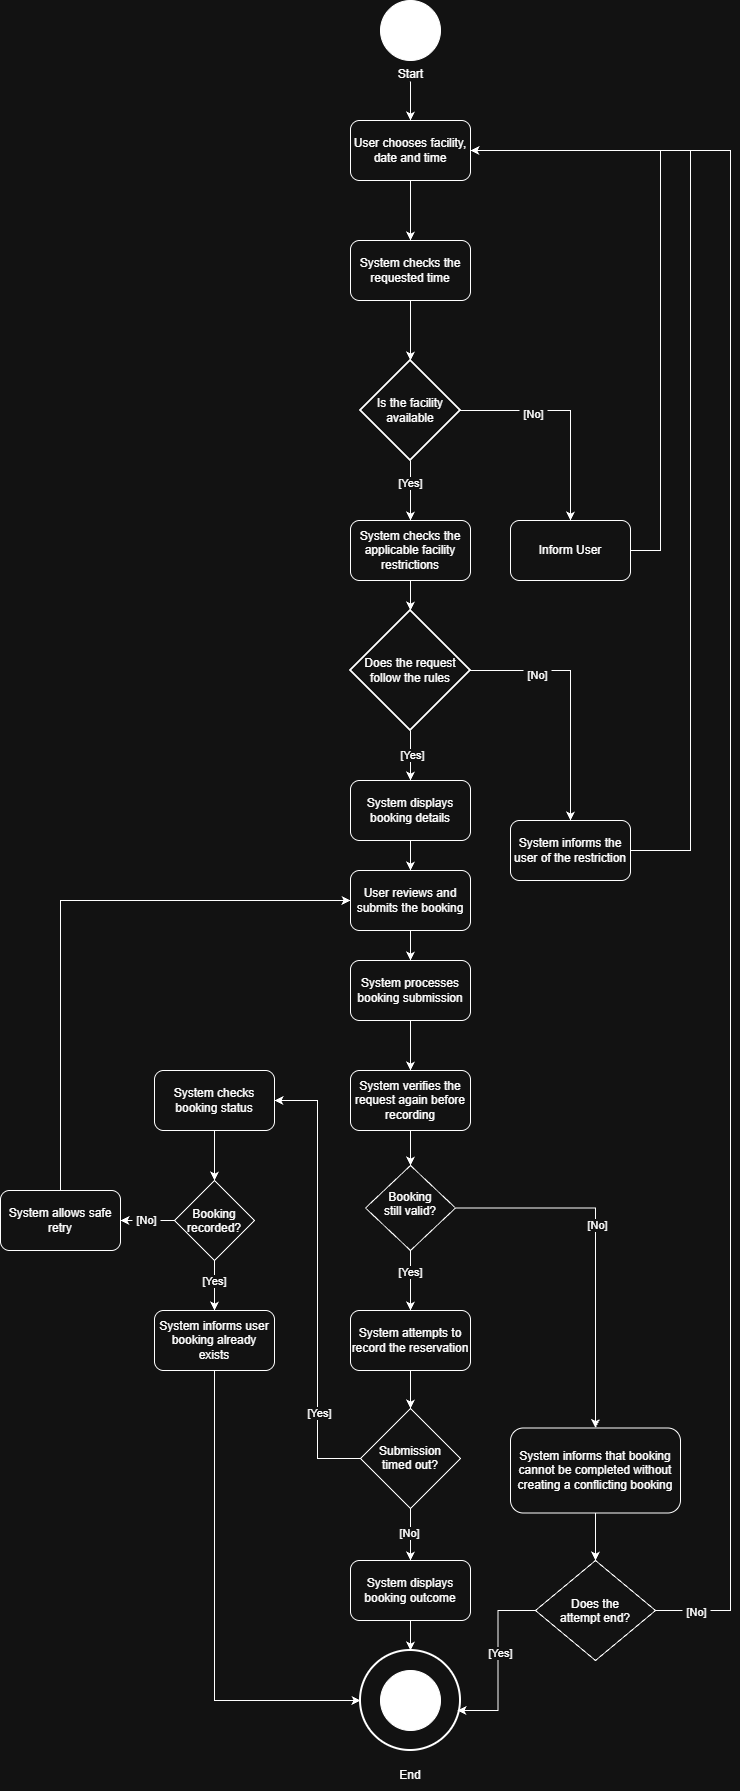 Start
User chooses facility,
date and time
System checks the
requested time
Is the facility
available
[No]
[Yes]
System checks the
applicable facility
restrictions
Inform User
Does the request
follow the rules
[No]
[Yes]
System displays
booking details
System informs the
user of the restriction
User reviews and
submits the booking
System processes
booking submission
System checks
booking status
System verifies the
request again before
recording
System allows safe
retry
[No]
Booking
recorded?
Booking
still valid?
[No]
[Yes]
[Yes]
System informs user
booking already
exists
System attempts to
record the reservation
[Yes]
Submission
timed out?
System informs that booking
cannot be completed without
creating a conflicting booking
[No]
System displays
booking outcome
Does the
attempt end?
[No]
[Yes]
End